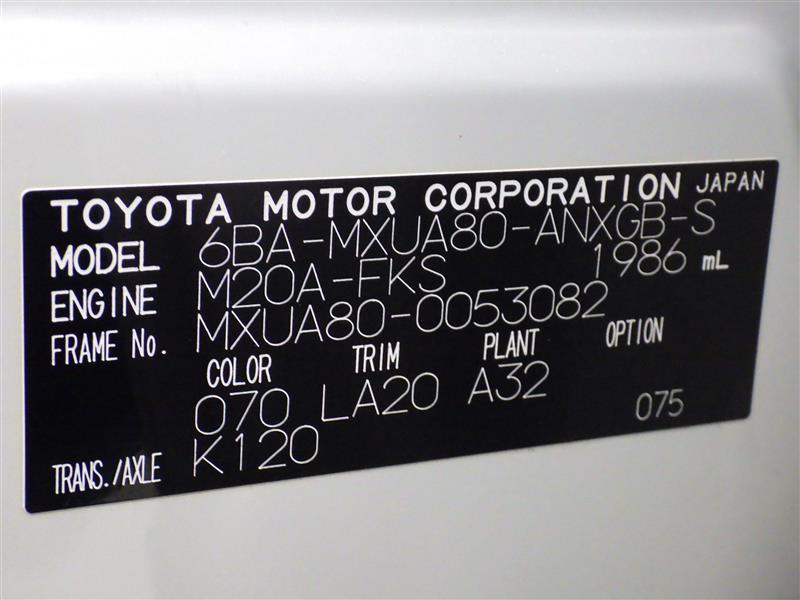 TOYOTA MOTOR CORPORATION JAPAN
MODEL 6BA-MXUA80-ANXGB-S
ENGINE M20A-FKS 1986 mL
FRAME No. MXUA80-0053082
COLOR TRIM PLANT OPTION
070 LA20 A32 075
TRANS./AXLE K120